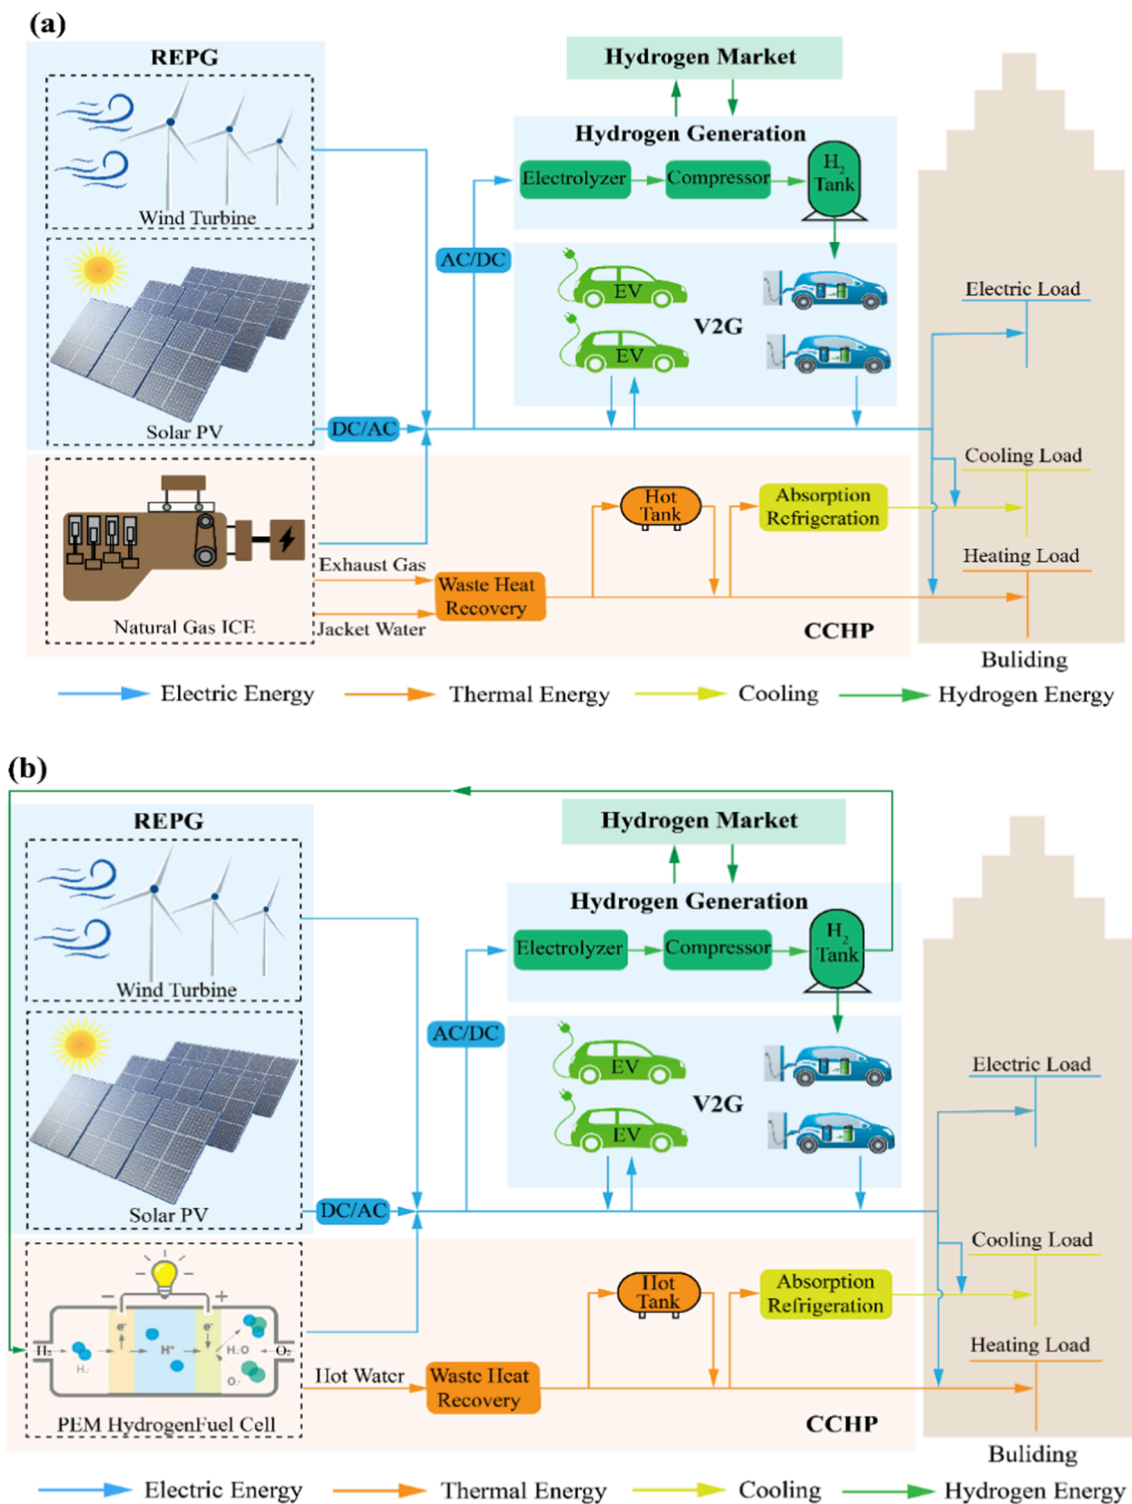 (a)
REPG
Hydrogen Market
Hydrogen Generation
Electrolyzer
Compressor
H2
Tank
Wind Turbine
AC/DC
EV
EV
V2G
Electric Load
Solar PV
DC/AC
Cooling Load
Hot
Tank
Absorption
Refrigeration
Exhaust Gas
Heating Load
Waste Heat
Recovery
Natural Gas ICE
Jacket Water
CCHP
Buliding
Electric Energy
Thermal Energy
Cooling
Hydrogen Energy
(b)
REPG
Hydrogen Market
Hydrogen Generation
Electrolyzer
Compressor
H2
Tank
Wind Turbine
AC/DC
EV
EV
V2G
Electric Load
Solar PV
DC/AC
Cooling Load
Hot
Tank
Absorption
Refrigeration
− +
e-
e-
H2
H2
H+
H2O
O2
O2
Heating Load
Hot Water
Waste Heat
Recovery
PEM HydrogenFuel Cell
CCHP
Buliding
Electric Energy
Thermal Energy
Cooling
Hydrogen Energy